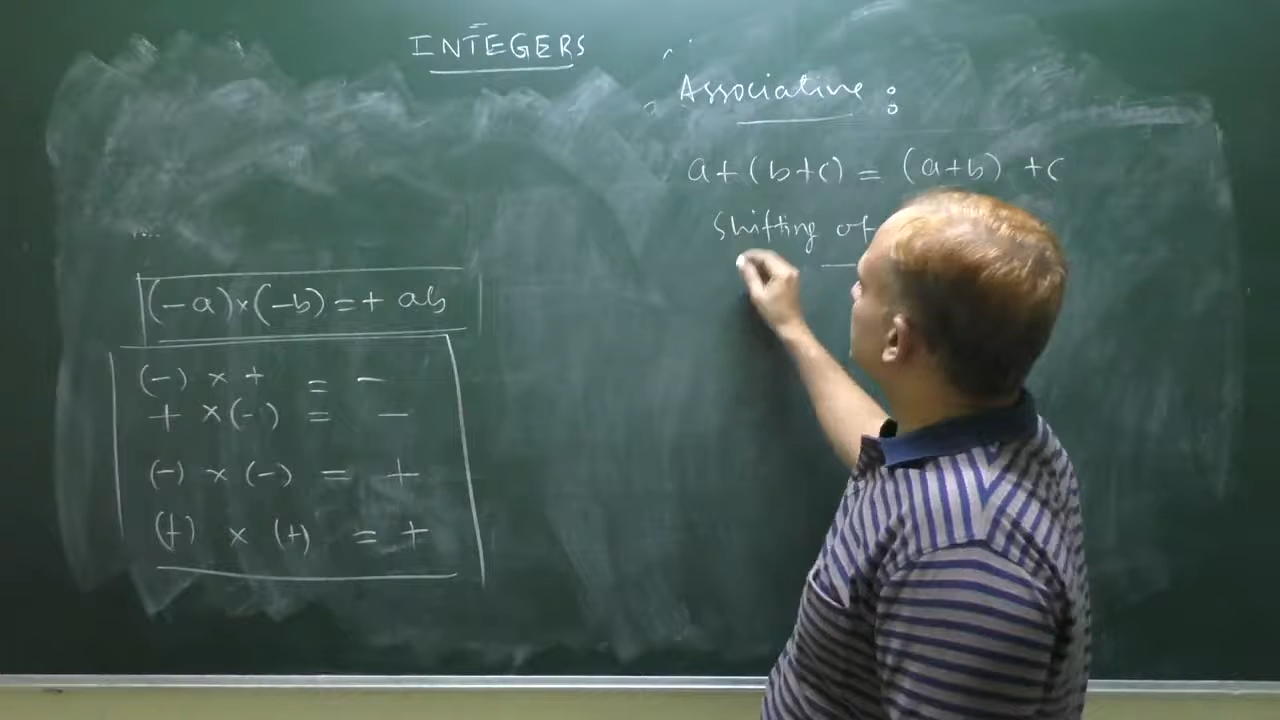 INTEGERS
(-a)×(-b)=+ ab
(-) × + = -
+ ×(-) = -
(-) × (-) = +
(+) × (+) = +
Associative :
a+(b+c) = (a+b) +c
Shifting of